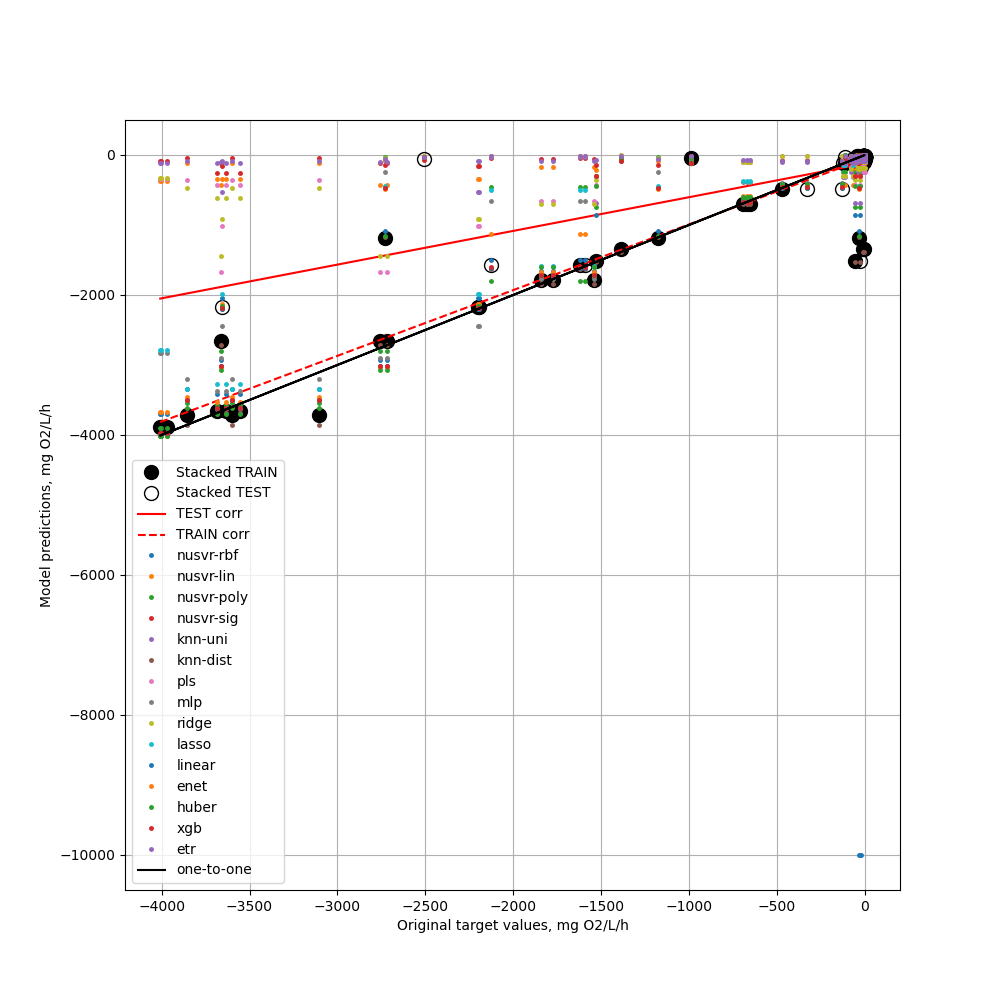 0
−2000
−4000
−6000
−8000
−10000
Model predictions, mg O2/L/h
Stacked TRAIN
Stacked TEST
TEST corr
TRAIN corr
nusvr-rbf
nusvr-lin
nusvr-poly
nusvr-sig
knn-uni
knn-dist
pls
mlp
ridge
lasso
linear
enet
huber
xgb
etr
one-to-one
−4000 −3500 −3000 −2500 −2000 −1500 −1000 −500 0
Original target values, mg O2/L/h